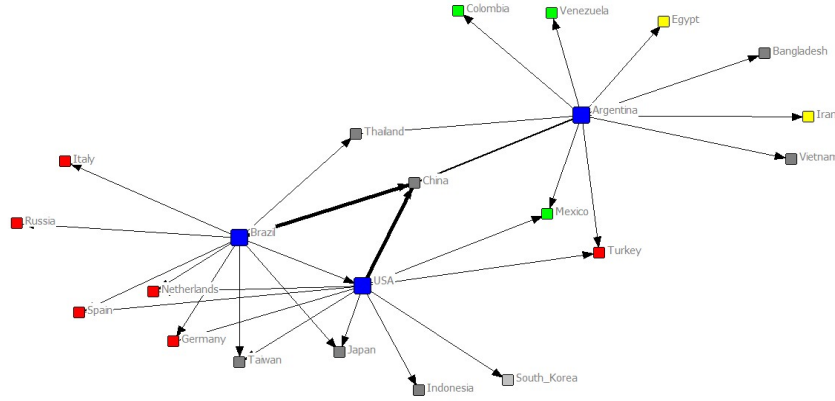 Colombia
Venezuela
Egypt
Bangladesh
Argentina
Iran
Thailand
Vietnam
Italy
China
Mexico
Russia
Brazil
Turkey
USA
Netherlands
Spain
Germany
Japan
Taiwan
South_Korea
Indonesia